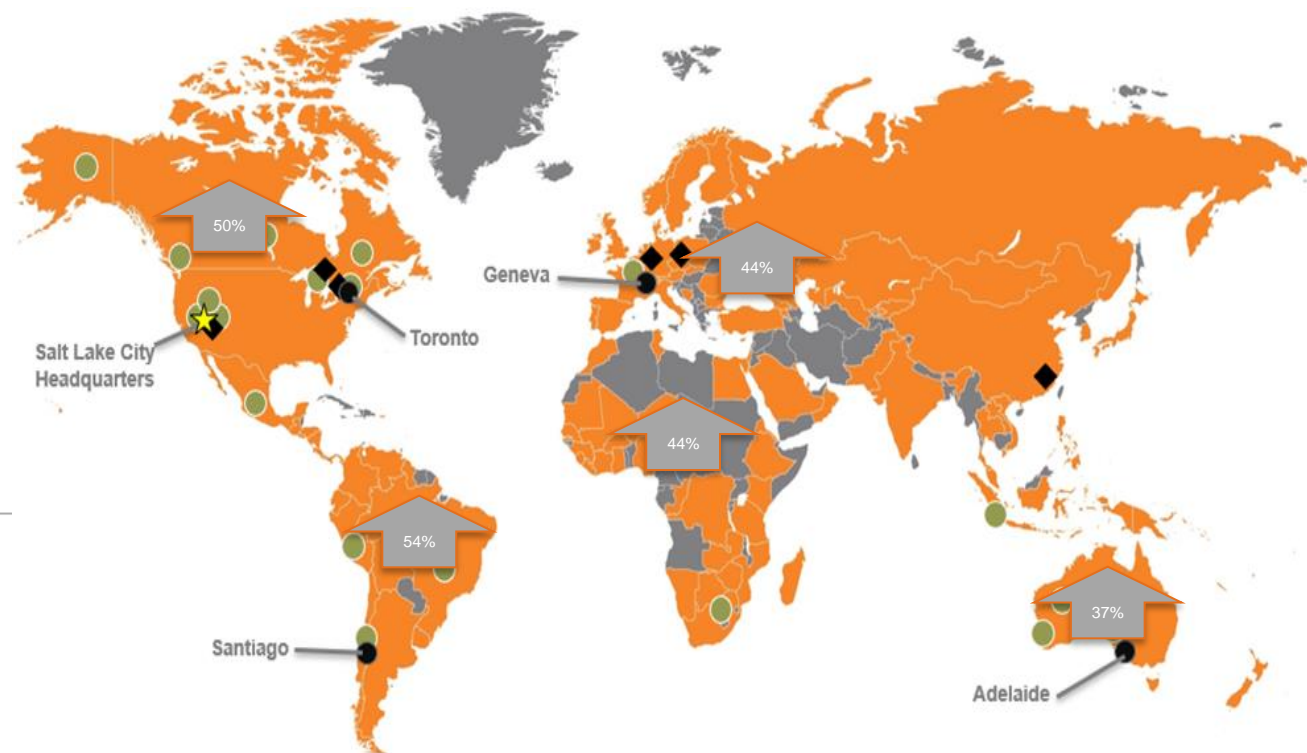 50%
44%
Geneva
Toronto
Salt Lake City
Headquarters
44%
54%
37%
Santiago
Adelaide